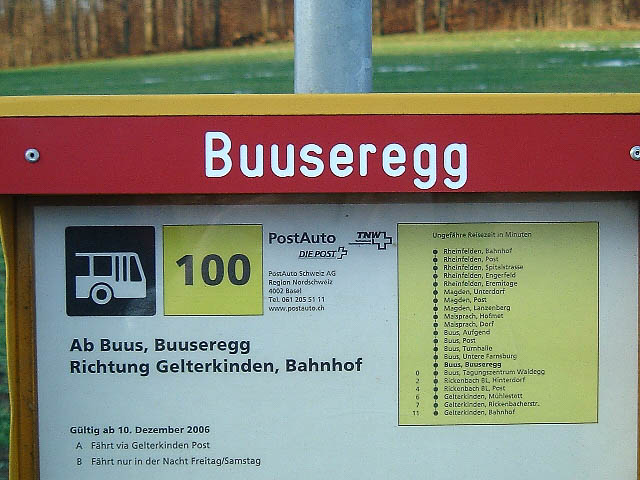 Buuseregg
100
PostAuto
DIE POST
TNW
PostAuto Schweiz AG
Region Nordschweiz
4002 Basel
Tel. 061 205 51 11
www.postauto.ch
Ab Buus, Buuseregg
Richtung Gelterkinden, Bahnhof
Gültig ab 10. Dezember 2006
A Fährt via Gelterkinden Post
B Fährt nur in der Nacht Freitag/Samstag
Ungefähre Reisezeit in Minuten
Rheinfelden, Bahnhof
Rheinfelden, Post
Rheinfelden, Spitalstrasse
Rheinfelden, Engerfeld
Rheinfelden, Eremitage
Magden, Unterdorf
Magden, Post
Magden, Lanzenberg
Maisprach, Hofmet
Maisprach, Dorf
Buus, Aufgend
Buus, Post
Buus, Turnhalle
Buus, Untere Farnsburg
Buus, Buuseregg
0 Buus, Tagungszentrum Waldegg
2 Rickenbach BL, Hinterdorf
4 Rickenbach BL, Post
6 Gelterkinden, Mühlestett
7 Gelterkinden, Rickenbacherstr.
11 Gelterkinden, Bahnhof